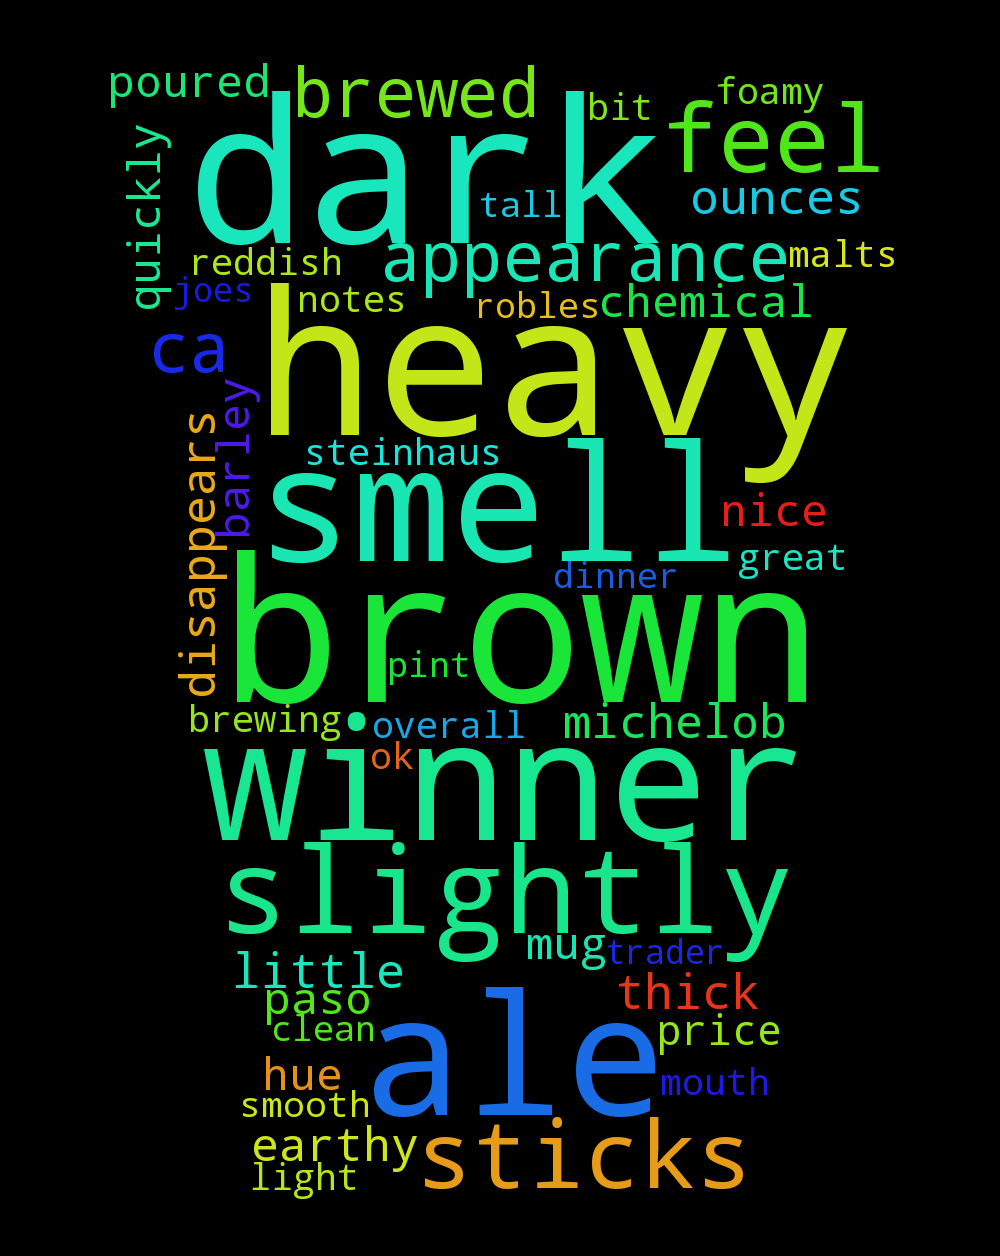 poured
brewed
foamy
bit
dark
feel
quickly
tall
ounces
reddish
appearance
malts
joes
notes
robles
chemical
ca
heavy
barley
disappears
steinhaus
smell
nice
great
dinner
brown
pint
brewing
overall
michelob
ok
winner
slightly
mug
trader
little
thick
paso
clean
ale
price
hue
mouth
smooth
earthy
sticks
light